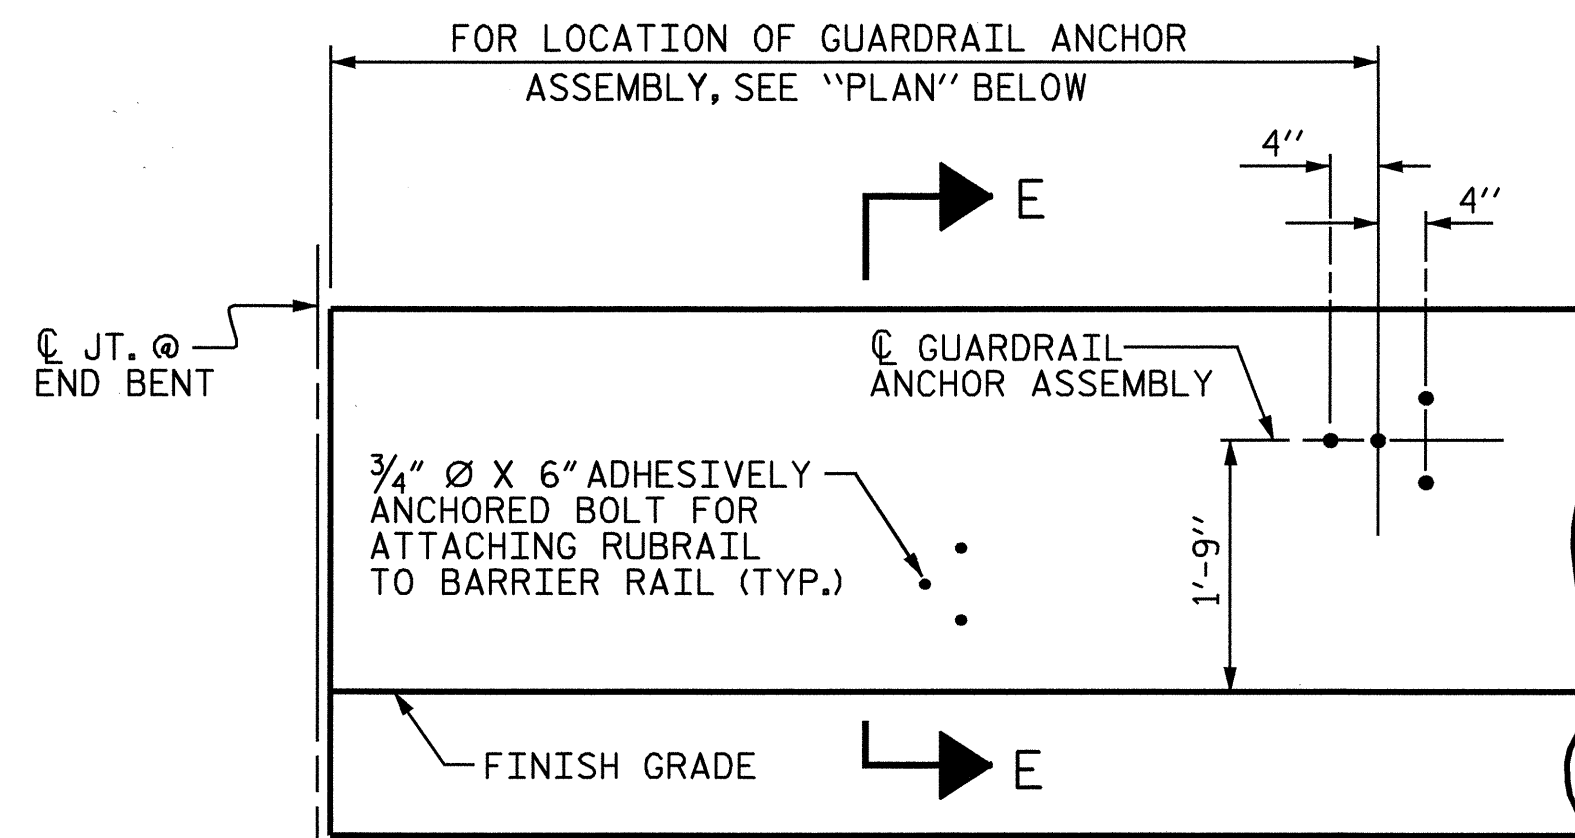 FOR LOCATION OF GUARDRAIL ANCHOR
ASSEMBLY, SEE "PLAN" BELOW
4"
4"
E
℄ JT. @
END BENT
℄ GUARDRAIL
ANCHOR ASSEMBLY
3/4" Ø X 6" ADHESIVELY
ANCHORED BOLT FOR
ATTACHING RUBRAIL
TO BARRIER RAIL (TYP.)
1'-9"
FINISH GRADE
E